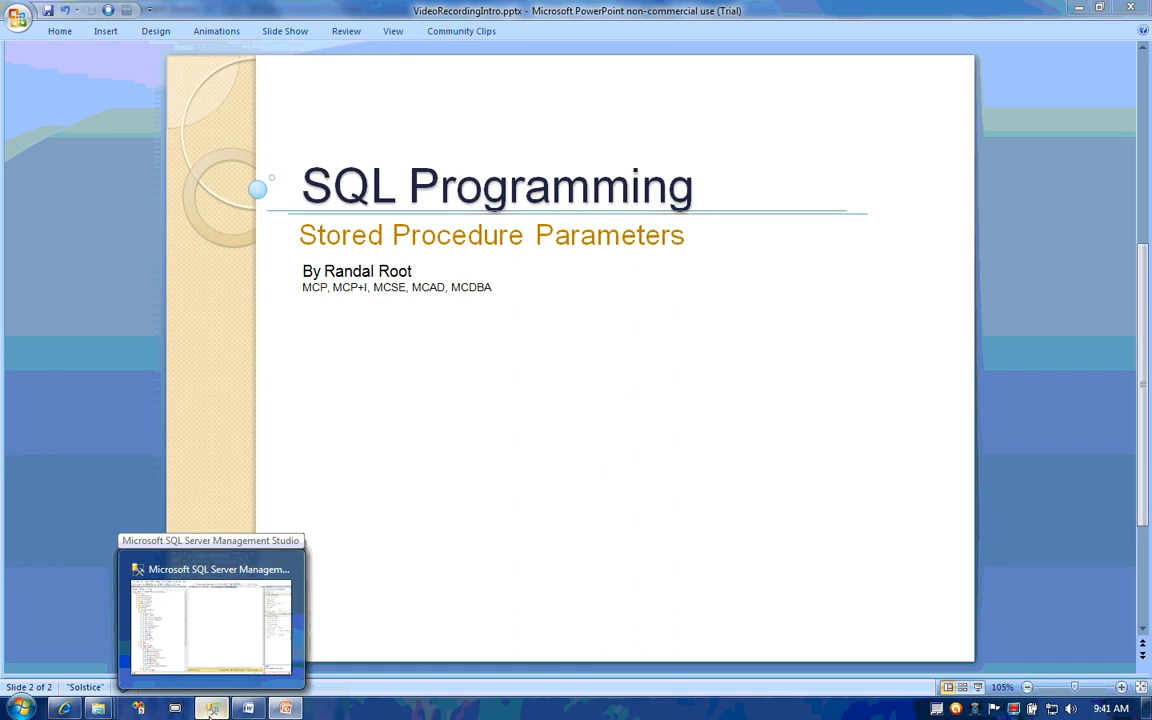 VideoRecordingIntro.pptx - Microsoft PowerPoint non-commercial use (Trial)
Home Insert Design Animations Slide Show Review View Community Clips
SQL Programming
Stored Procedure Parameters
By Randal Root
MCP, MCP+I, MCSE, MCAD, MCDBA
Microsoft SQL Server Management Studio
Microsoft SQL Server Managem...
Slide 2 of 2 "Solstice" 105%
9:41 AM